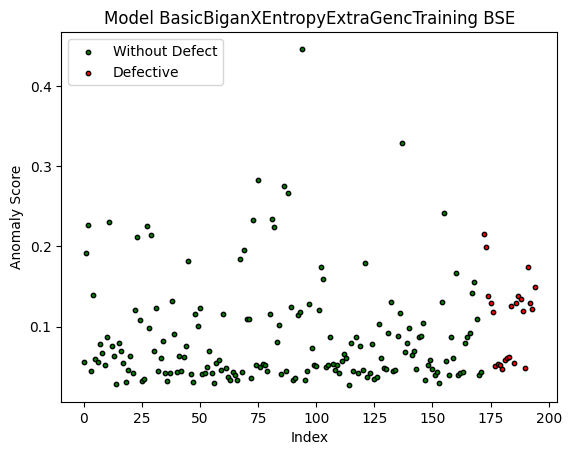 Model BasicBiganXEntropyExtraGencTraining BSE
Without Defect
Defective
Anomaly Score
0.4
0.3
0.2
0.1
0 25 50 75 100 125 150 175 200
Index